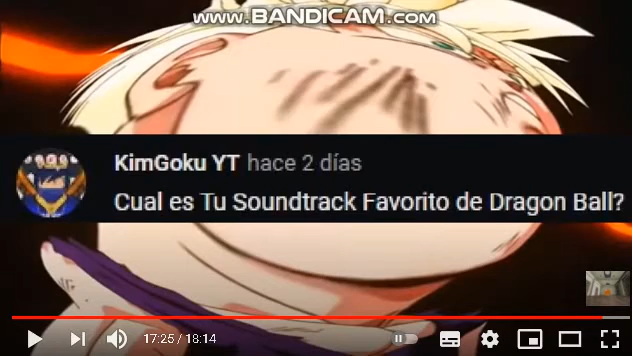 www.BANDICAM.com
KimGoku YT hace 2 días
Cual es Tu Soundtrack Favorito de Dragon Ball?
17:25 / 18:14